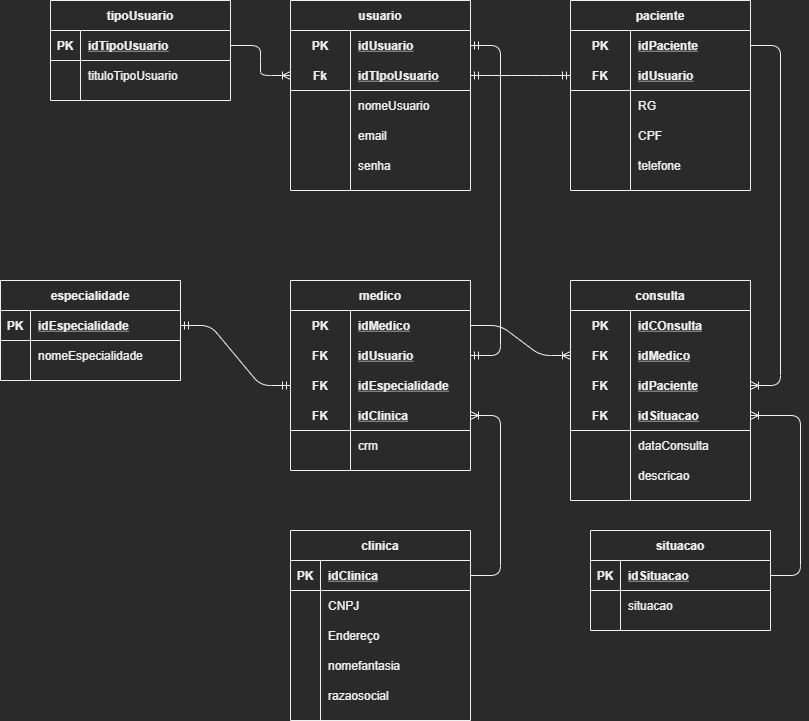 tipoUsuario
PK idTipoUsuario
tituloTipoUsuario
usuario
PK idUsuario
Fk idTIpoUsuario
nomeUsuario
email
senha
paciente
PK idPaciente
FK idUsuario
RG
CPF
telefone
especialidade
PK idEspecialidade
nomeEspecialidade
medico
PK idMedico
FK idUsuario
FK idEspecialidade
FK idClinica
crm
consulta
PK idCOnsulta
FK idMedico
FK idPaciente
FK idSituacao
dataConsulta
descricao
clinica
PK idClinica
CNPJ
Endereço
nomefantasia
razaosocial
situacao
PK idSituacao
situacao